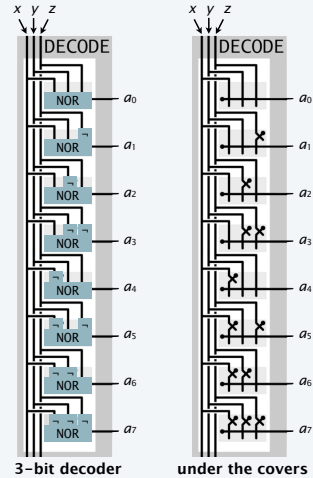 x y z
DECODE
NOR
a0
¬
NOR
a1
¬
NOR
a2
¬ ¬
NOR
a3
¬
NOR
a4
¬ ¬
NOR
a5
¬ ¬
NOR
a6
¬ ¬ ¬
NOR
a7
3-bit decoder
x y z
DECODE
a0
a1
a2
a3
a4
a5
a6
a7
under the covers